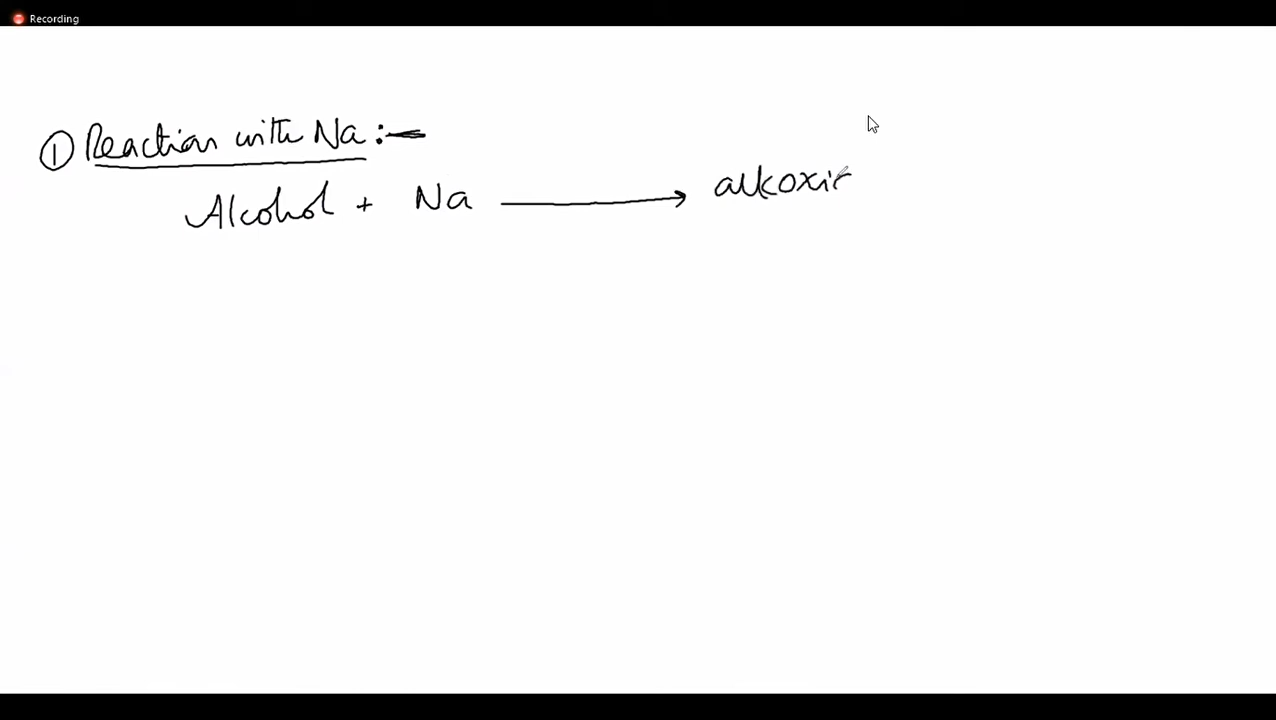 Recording
① Reaction with Na :-
Alcohol + Na → alkoxi